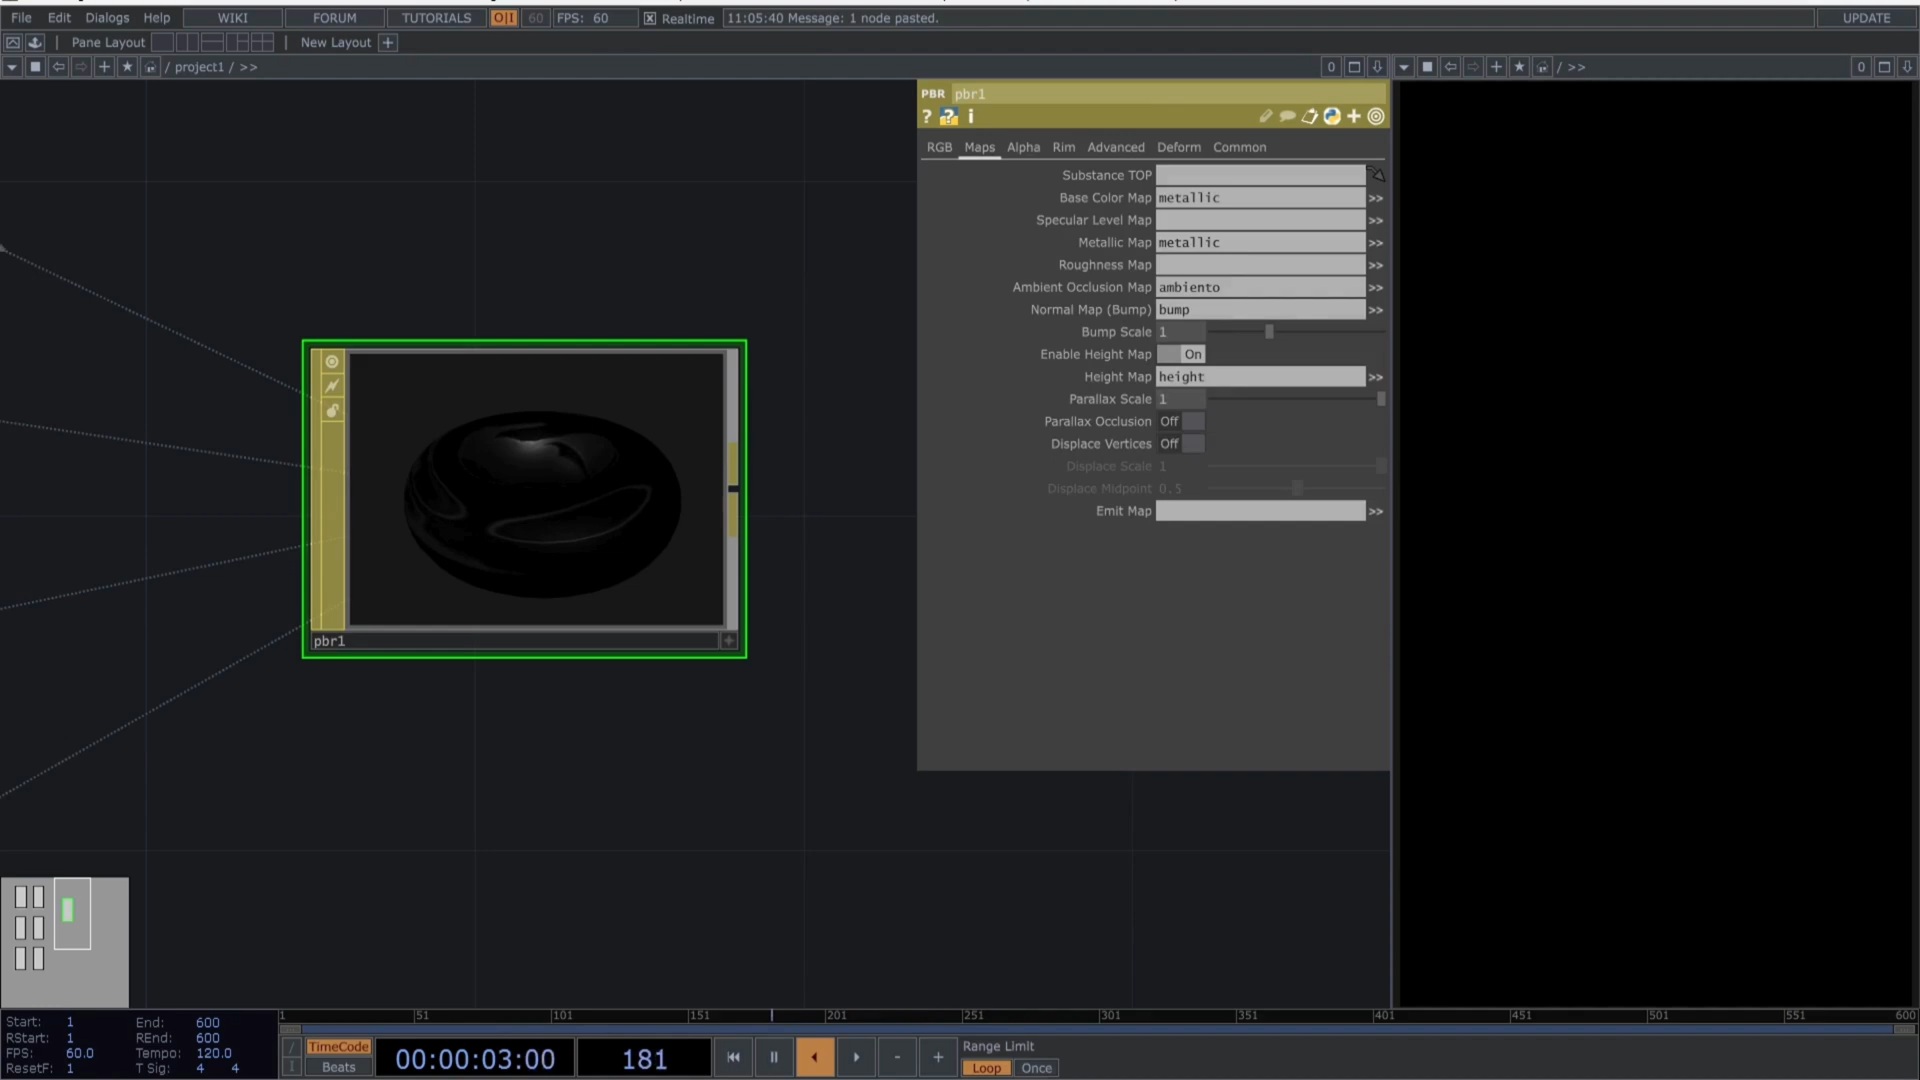 File Edit Dialogs Help WIKI FORUM TUTORIALS O|I 60 FPS: 60 Realtime 11:05:40 Message: 1 node pasted. UPDATE
Pane Layout New Layout
/ project1 / >> 0 / >> 0
PBR pbr1
? ? i
RGB Maps Alpha Rim Advanced Deform Common
Substance TOP
Base Color Map metallic >>
Specular Level Map >>
Metallic Map metallic >>
Roughness Map >>
Ambient Occlusion Map ambiento >>
Normal Map (Bump) bump >>
Bump Scale 1
Enable Height Map On
Height Map height >>
Parallax Scale 1
Parallax Occlusion Off
Displace Vertices Off
Displace Scale 1
Displace Midpoint 0.5
Emit Map >>
pbr1
1 51 101 151 201 251 301 351 401 451 501 551 600
Start: 1 End: 600
RStart: 1 REnd: 600
FPS: 60.0 Tempo: 120.0
ResetF: 1 T Sig: 4 4
TimeCode
Beats
00:00:03:00 181 - +
Range Limit
Loop Once